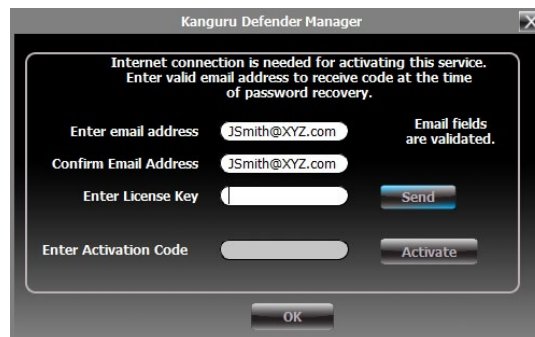 Kanguru Defender Manager
X
Internet connection is needed for activating this service.
Enter valid email address to receive code at the time
of password recovery.
Enter email address JSmith@XYZ.com
Email fields
are validated.
Confirm Email Address JSmith@XYZ.com
Enter License Key Send
Enter Activation Code Activate
OK